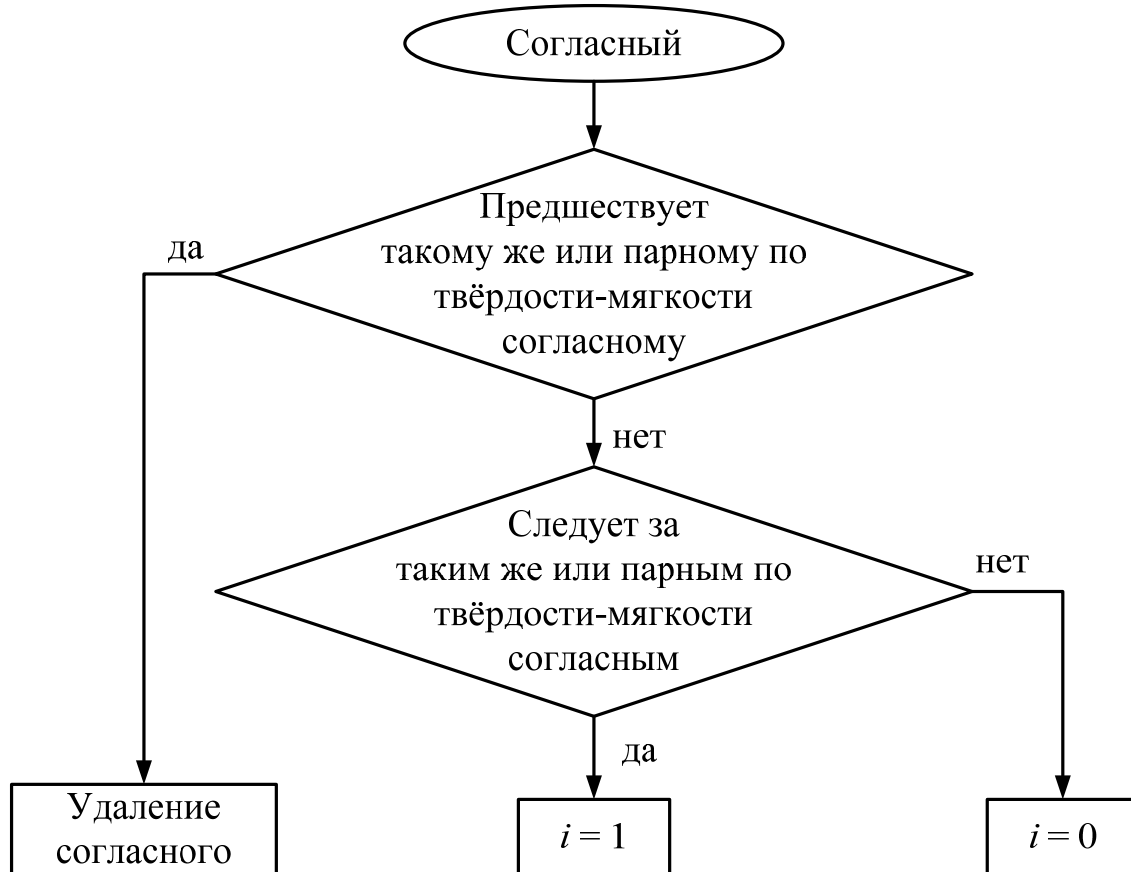 Согласный
Предшествует
такому же или парному по
твёрдости-мягкости
согласному
да
нет
Следует за
таким же или парным по
твёрдости-мягкости
согласным
нет
да
Удаление
согласного
i = 1
i = 0